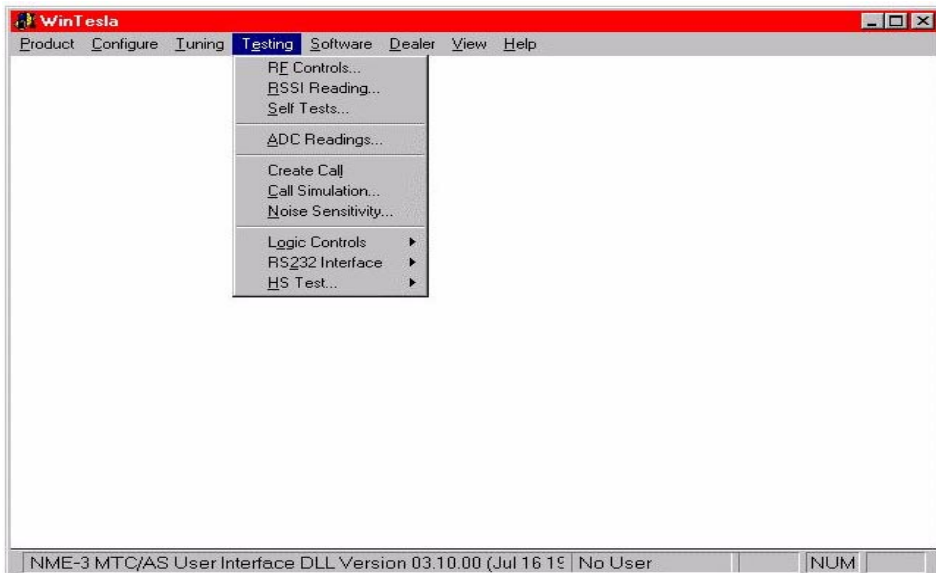 WinTesla
Product Configure Tuning Testing Software Dealer View Help
RF Controls...
RSSI Reading...
Self Tests...
ADC Readings...
Create Call
Call Simulation...
Noise Sensitivity...
Logic Controls
RS232 Interface
HS Test...
NME-3 MTC/AS User Interface DLL Version 03.10.00 (Jul 16 19 No User NUM